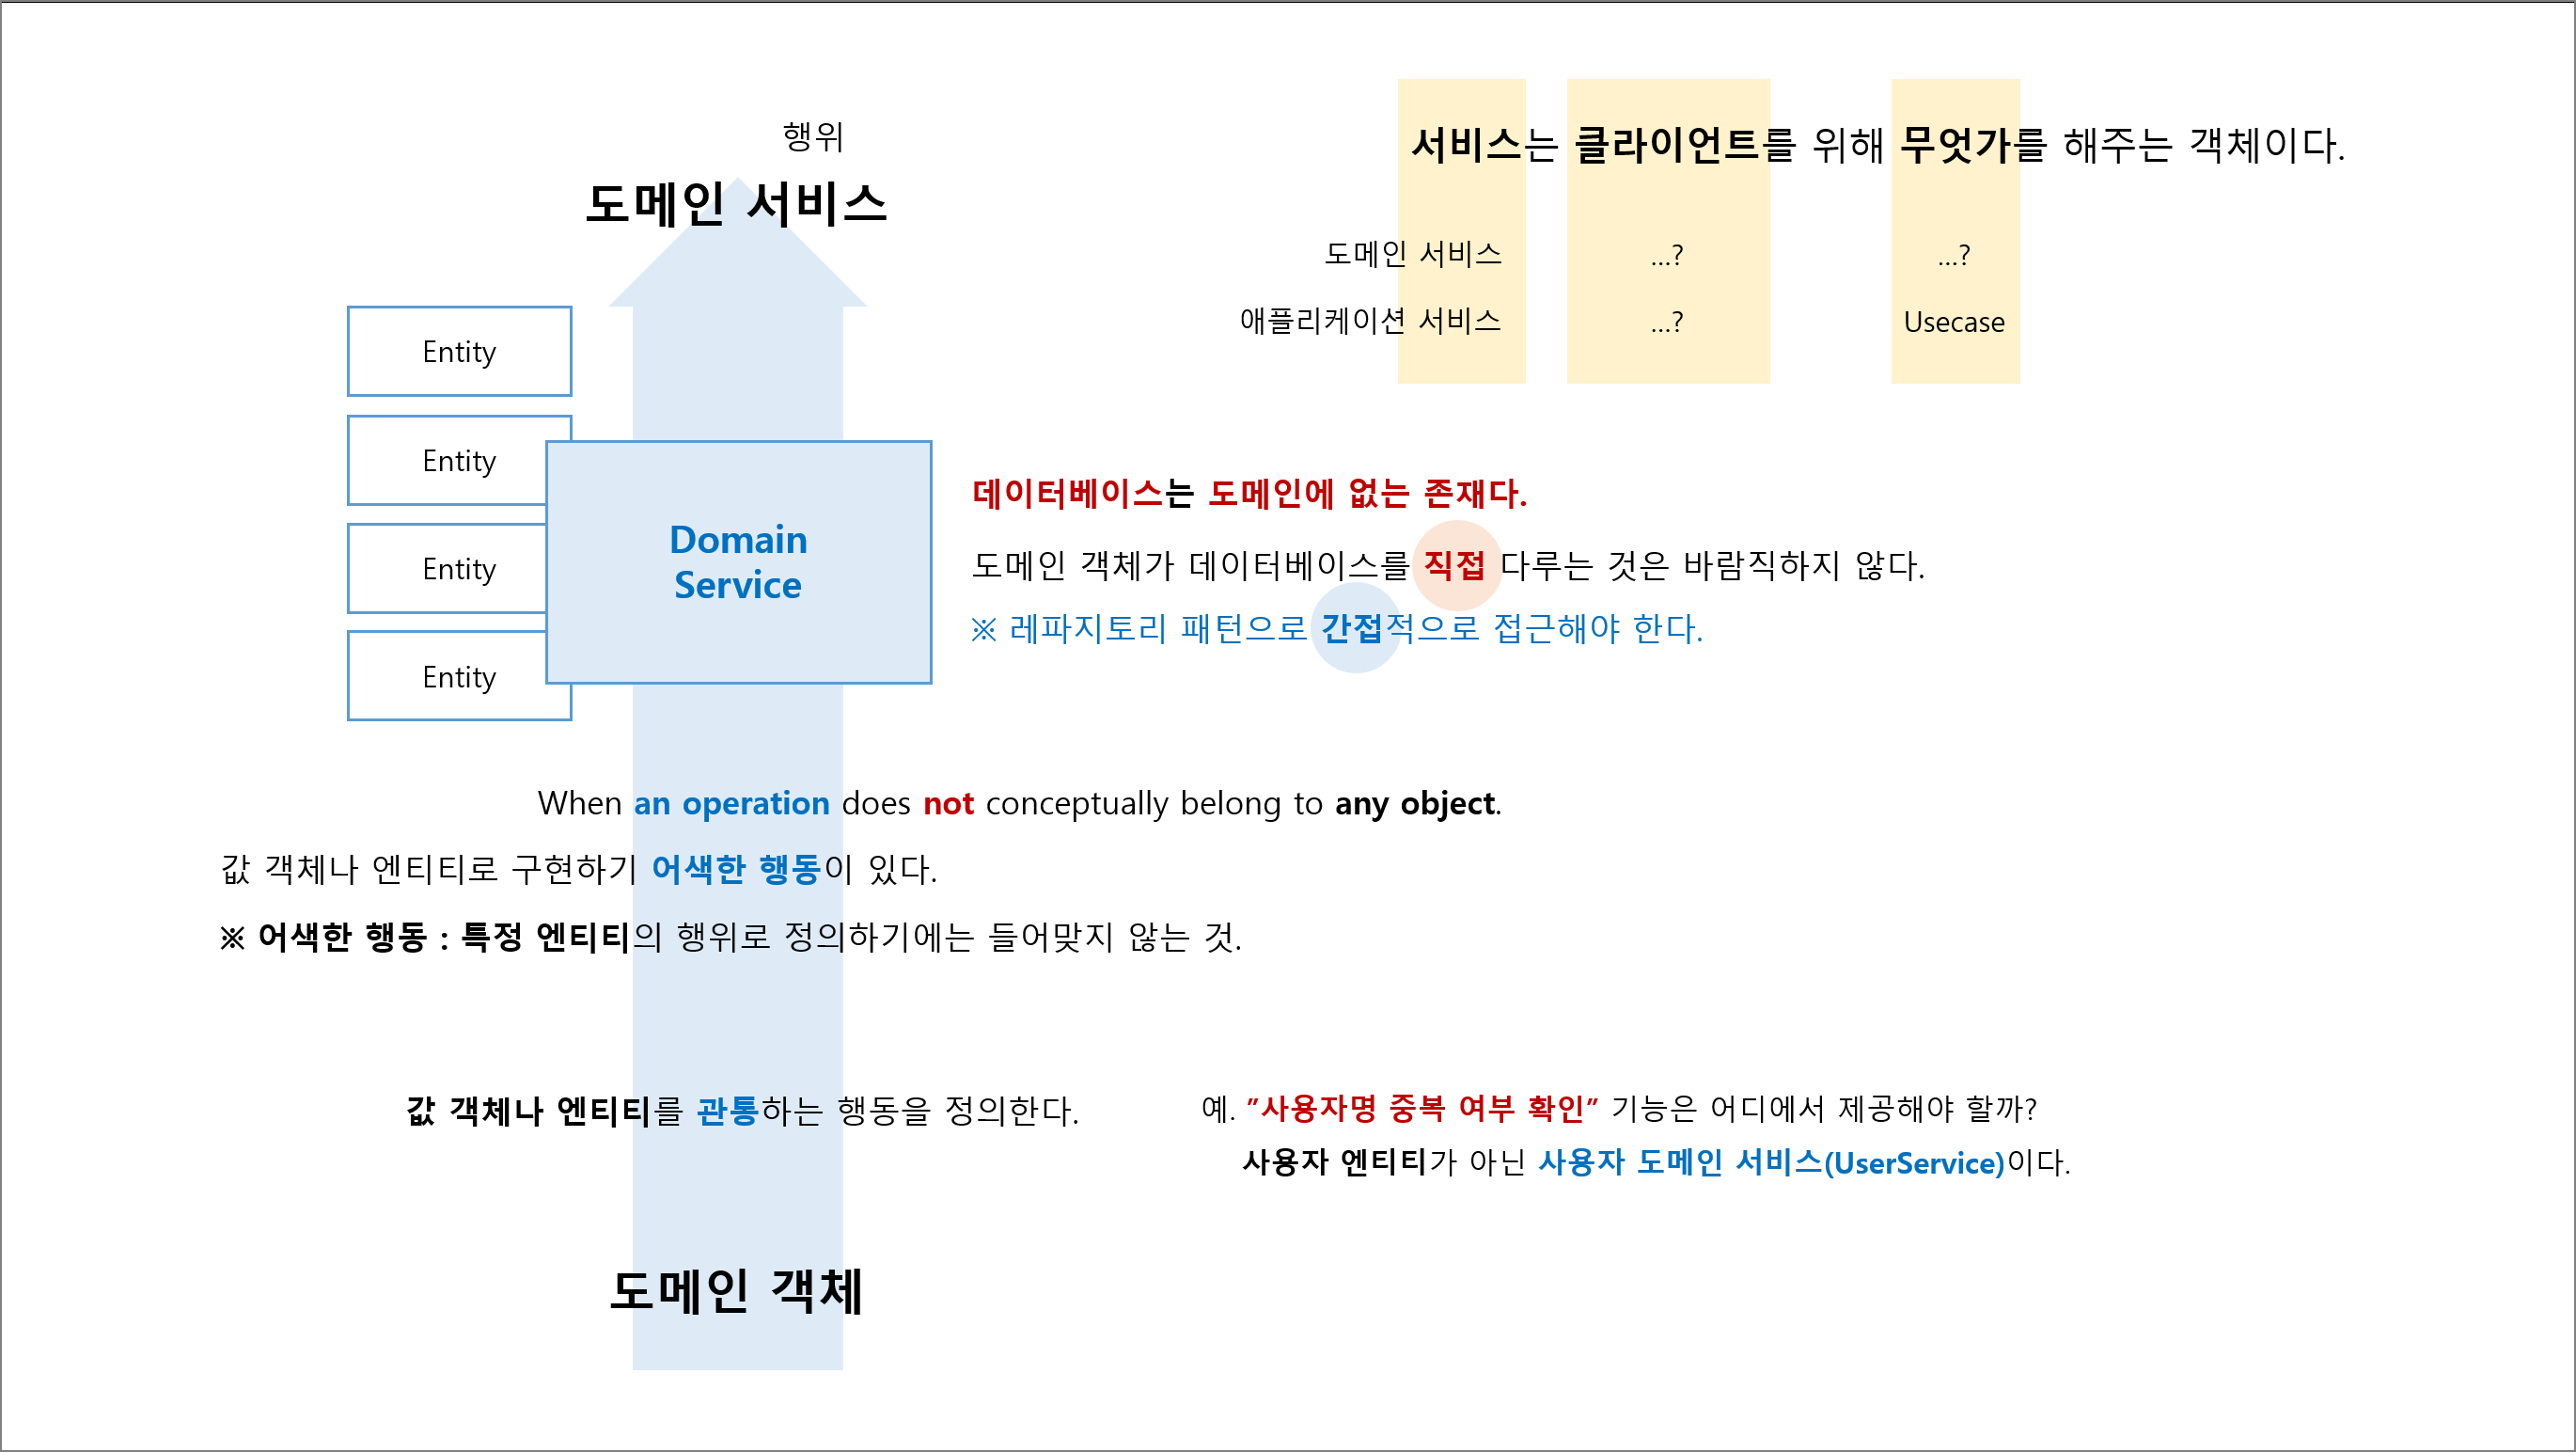 행위
도메인 서비스
서비스는 클라이언트를 위해 무엇가를 해주는 객체이다.
도메인 서비스 …? …?
애플리케이션 서비스 …? Usecase
Entity
Entity
Entity
Entity
Domain
Service
데이터베이스는 도메인에 없는 존재다.
도메인 객체가 데이터베이스를 직접 다루는 것은 바람직하지 않다.
※ 레파지토리 패턴으로 간접적으로 접근해야 한다.
When an operation does not conceptually belong to any object.
값 객체나 엔티티로 구현하기 어색한 행동이 있다.
※ 어색한 행동 : 특정 엔티티의 행위로 정의하기에는 들어맞지 않는 것.
값 객체나 엔티티를 관통하는 행동을 정의한다.
예. ”사용자명 중복 여부 확인” 기능은 어디에서 제공해야 할까?
사용자 엔티티가 아닌 사용자 도메인 서비스(UserService)이다.
도메인 객체